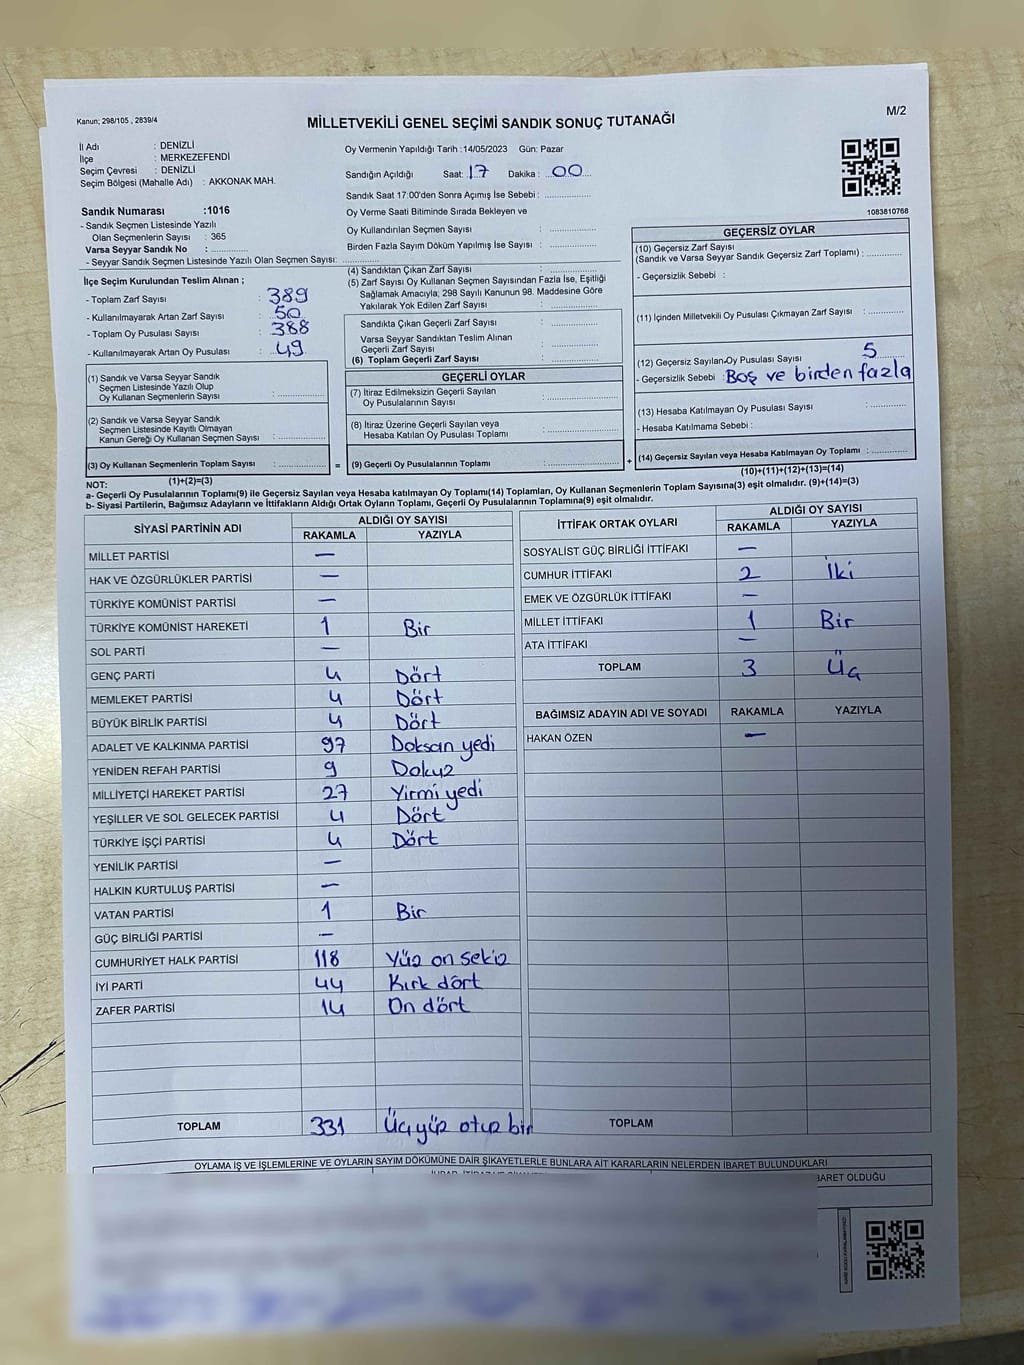 Kanun; 298/105 , 2839/4
MİLLETVEKİLİ GENEL SEÇİMİ SANDIK SONUÇ TUTANAĞI
M/2
İl Adı : DENİZLİ
İlçe : MERKEZEFENDİ
Seçim Çevresi : DENİZLİ
Seçim Bölgesi (Mahalle Adı) : AKKONAK MAH.
Sandık Numarası :1016
- Sandık Seçmen Listesinde Yazılı
Olan Seçmenlerin Sayısı : 365
Varsa Seyyar Sandık No : ............
- Seyyar Sandık Seçmen Listesinde Yazılı Olan Seçmen Sayısı: ............
Oy Vermenin Yapıldığı Tarih :14/05/2023 Gün: Pazar
Sandığın Açıldığı Saat: 17 Dakika : 00
Sandık Saat 17:00'den Sonra Açımış İse Sebebi : ............
Oy Verme Saati Bitiminde Sırada Bekleyen ve
Oy Kullandırılan Seçmen Sayısı : ............
Birden Fazla Sayım Döküm Yapılmış İse Sayısı : ............
1083810768
İlçe Seçim Kurulundan Teslim Alınan ;
- Toplam Zarf Sayısı : 389
- Kullanılmayarak Artan Zarf Sayısı : 50
- Toplam Oy Pusulası Sayısı : 388
- Kullanılmayarak Artan Oy Pusulası : 49
(4) Sandıktan Çıkan Zarf Sayısı : ............
(5) Zarf Sayısı Oy Kullanan Seçmen Sayısından Fazla İse, Eşitliği
Sağlamak Amacıyla, 298 Sayılı Kanunun 98. Maddesine Göre
Yakılarak Yok Edilen Zarf Sayısı : ............
Sandıkta Çıkan Geçerli Zarf Sayısı : ............
Varsa Seyyar Sandıktan Teslim Alınan
Geçerli Zarf Sayısı : ............
(6) Toplam Geçerli Zarf Sayısı : ............
GEÇERSİZ OYLAR
(10) Geçersiz Zarf Sayısı
(Sandık ve Varsa Seyyar Sandık Geçersiz Zarf Toplamı) : ............
- Geçersizlik Sebebi :
(11) İçinden Milletvekili Oy Pusulası Çıkmayan Zarf Sayısı : ............
(12) Geçersiz Sayılan Oy Pusulası Sayısı : 5
- Geçersizlik Sebebi : Boş ve birden fazla
(13) Hesaba Katılmayan Oy Pusulası Sayısı : ............
- Hesaba Katılmama Sebebi :
(14) Geçersiz Sayılan veya Hesaba Katılmayan Oy Toplamı : ............
(10)+(11)+(12)+(13)=(14)
(1) Sandık ve Varsa Seyyar Sandık
Seçmen Listesinde Yazılı Olup
Oy Kullanan Seçmenlerin Sayısı : ............
(2) Sandık ve Varsa Seyyar Sandık
Seçmen Listesinde Kayıtlı Olmayan
Kanun Gereği Oy Kullanan Seçmen Sayısı : ............
(3) Oy Kullanan Seçmenlerin Toplam Sayısı : ............
(1)+(2)=(3)
GEÇERLİ OYLAR
(7) İtiraz Edilmeksizin Geçerli Sayılan
Oy Pusulalarının Sayısı : ............
(8) İtiraz Üzerine Geçerli Sayılan veya
Hesaba Katılan Oy Pusulası Toplamı : ............
= (9) Geçerli Oy Pusulalarının Toplamı : ............ +
NOT:
a- Geçerli Oy Pusulalarının Toplamı(9) ile Geçersiz Sayılan veya Hesaba katılmayan Oy Toplamı(14) Toplamları, Oy Kullanan Seçmenlerin Toplam Sayısına(3) eşit olmalıdır. (9)+(14)=(3)
b- Siyasi Partilerin, Bağımsız Adayların ve İttifakların Aldığı Ortak Oyların Toplamı, Geçerli Oy Pusulalarının Toplamına(9) eşit olmalıdır.
SİYASİ PARTİNİN ADI ALDIĞI OY SAYISI
RAKAMLA YAZIYLA
MİLLET PARTİSİ —
HAK VE ÖZGÜRLÜKLER PARTİSİ —
TÜRKİYE KOMÜNİST PARTİSİ —
TÜRKİYE KOMÜNİST HAREKETİ 1 Bir
SOL PARTİ —
GENÇ PARTİ 4 Dört
MEMLEKET PARTİSİ 4 Dört
BÜYÜK BİRLİK PARTİSİ 4 Dört
ADALET VE KALKINMA PARTİSİ 97 Doksan yedi
YENİDEN REFAH PARTİSİ 9 Dokuz
MİLLİYETÇİ HAREKET PARTİSİ 27 Yirmi yedi
YEŞİLLER VE SOL GELECEK PARTİSİ 4 Dört
TÜRKİYE İŞÇİ PARTİSİ 4 Dört
YENİLİK PARTİSİ —
HALKIN KURTULUŞ PARTİSİ —
VATAN PARTİSİ 1 Bir
GÜÇ BİRLİĞİ PARTİSİ —
CUMHURİYET HALK PARTİSİ 118 Yüz on sekiz
İYİ PARTİ 44 Kırk dört
ZAFER PARTİSİ 14 On dört
TOPLAM 331 Üçyüz otuz bir
İTTİFAK ORTAK OYLARI ALDIĞI OY SAYISI
RAKAMLA YAZIYLA
SOSYALİST GÜÇ BİRLİĞİ İTTİFAKI —
CUMHUR İTTİFAKI 2 İki
EMEK VE ÖZGÜRLÜK İTTİFAKI —
MİLLET İTTİFAKI 1 Bir
ATA İTTİFAKI —
TOPLAM 3 Üç
BAĞIMSIZ ADAYIN ADI VE SOYADI RAKAMLA YAZIYLA
HAKAN ÖZEN —
TOPLAM
OYLAMA İŞ VE İŞLEMLERİNE VE OYLARIN SAYIM DÖKÜMÜNE DAİR ŞİKAYETLERLE BUNLARA AİT KARARLARIN NELERDEN İBARET BULUNDUKLARI
BARET OLDUĞU